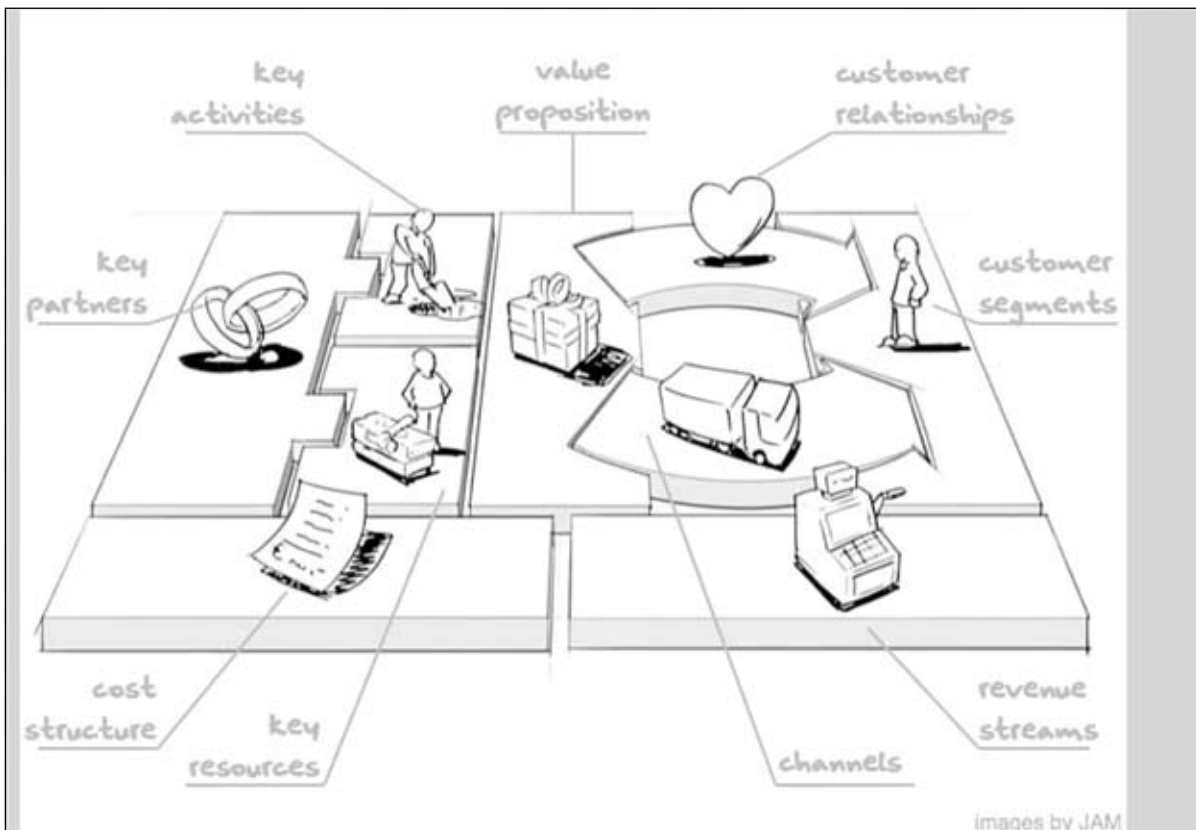 key
activities
value
proposition
customer
relationships
key
partners
customer
segments
cost
structure
key
resources
channels
revenue
streams
images by JAM